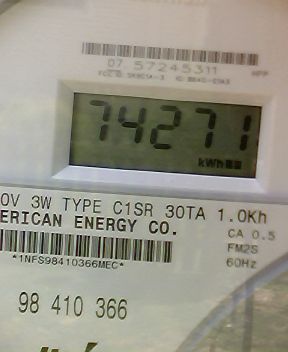 07 57245311
74271
kWh
0V 3W TYPE C1SR 30TA 1.0Kh
ERICAN ENERGY CO.
CA 0.5
FM2S
*1NFS98410366MEC*
60Hz
98 410 366